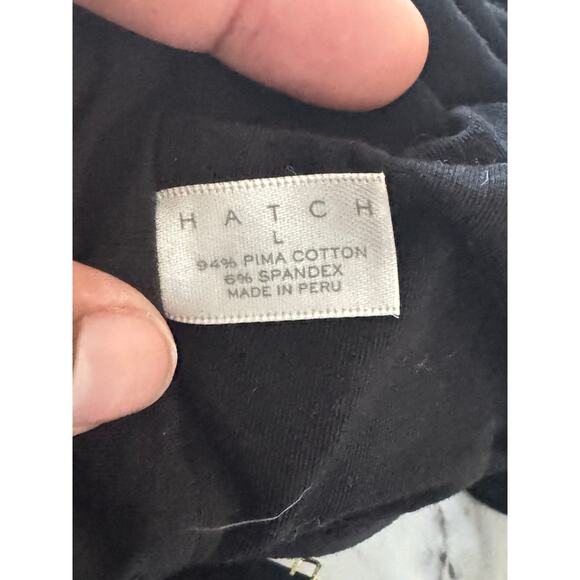 HATCH
L
94% PIMA COTTON
6% SPANDEX
MADE IN PERU